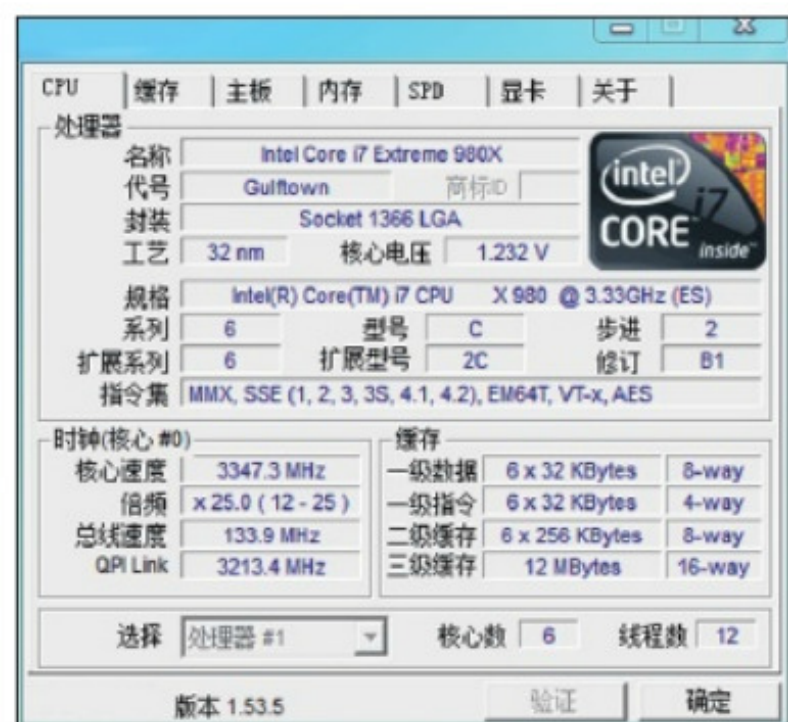 CPU 缓存 主板 内存 SPD 显卡 关于
处理器
名称 Intel Core i7 Extreme 980X
代号 Gulftown 商标ID
封装 Socket 1366 LGA
工艺 32 nm 核心电压 1.232 V
intel CORE i7 inside
规格 Intel(R) Core(TM) i7 CPU X 980 @ 3.33GHz (ES)
系列 6 型号 C 步进 2
扩展系列 6 扩展型号 2C 修订 B1
指令集 MMX, SSE (1, 2, 3, 3S, 4.1, 4.2), EM64T, VT-x, AES
时钟(核心 #0) 缓存
核心速度 3347.3 MHz 一级数据 6 x 32 KBytes 8-way
倍频 x 25.0 ( 12 - 25 ) 一级指令 6 x 32 KBytes 4-way
总线速度 133.9 MHz 二级缓存 6 x 256 KBytes 8-way
QPI Link 3213.4 MHz 三级缓存 12 MBytes 16-way
选择 处理器 #1 核心数 6 线程数 12
版本 1.53.5 验证 确定